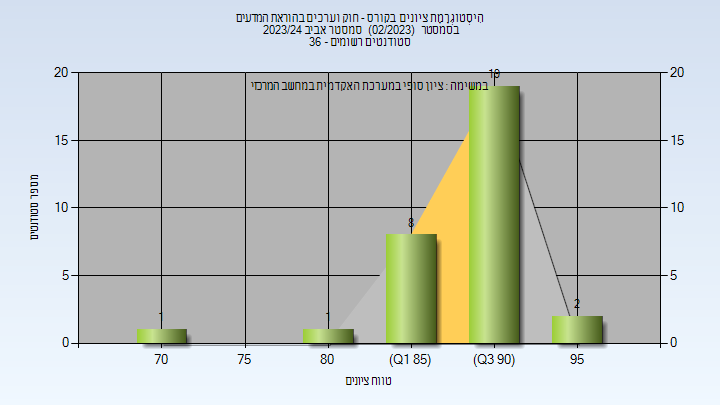 היסטוגרמת ציונים בקורס - חוק וערכים בהוראת המדעים
בסמסטר (02/2023) סמסטר אביב 2023/24
סטודנטים רשומים - 36
במשימה : ציון סופי במערכת האקדמית במחשב המרכזי
מספר סטודנטים
20
15
10
5
0
20
15
10
5
0
1
1
8
19
2
70
75
80
(Q1 85)
(Q3 90)
95
טווח ציונים